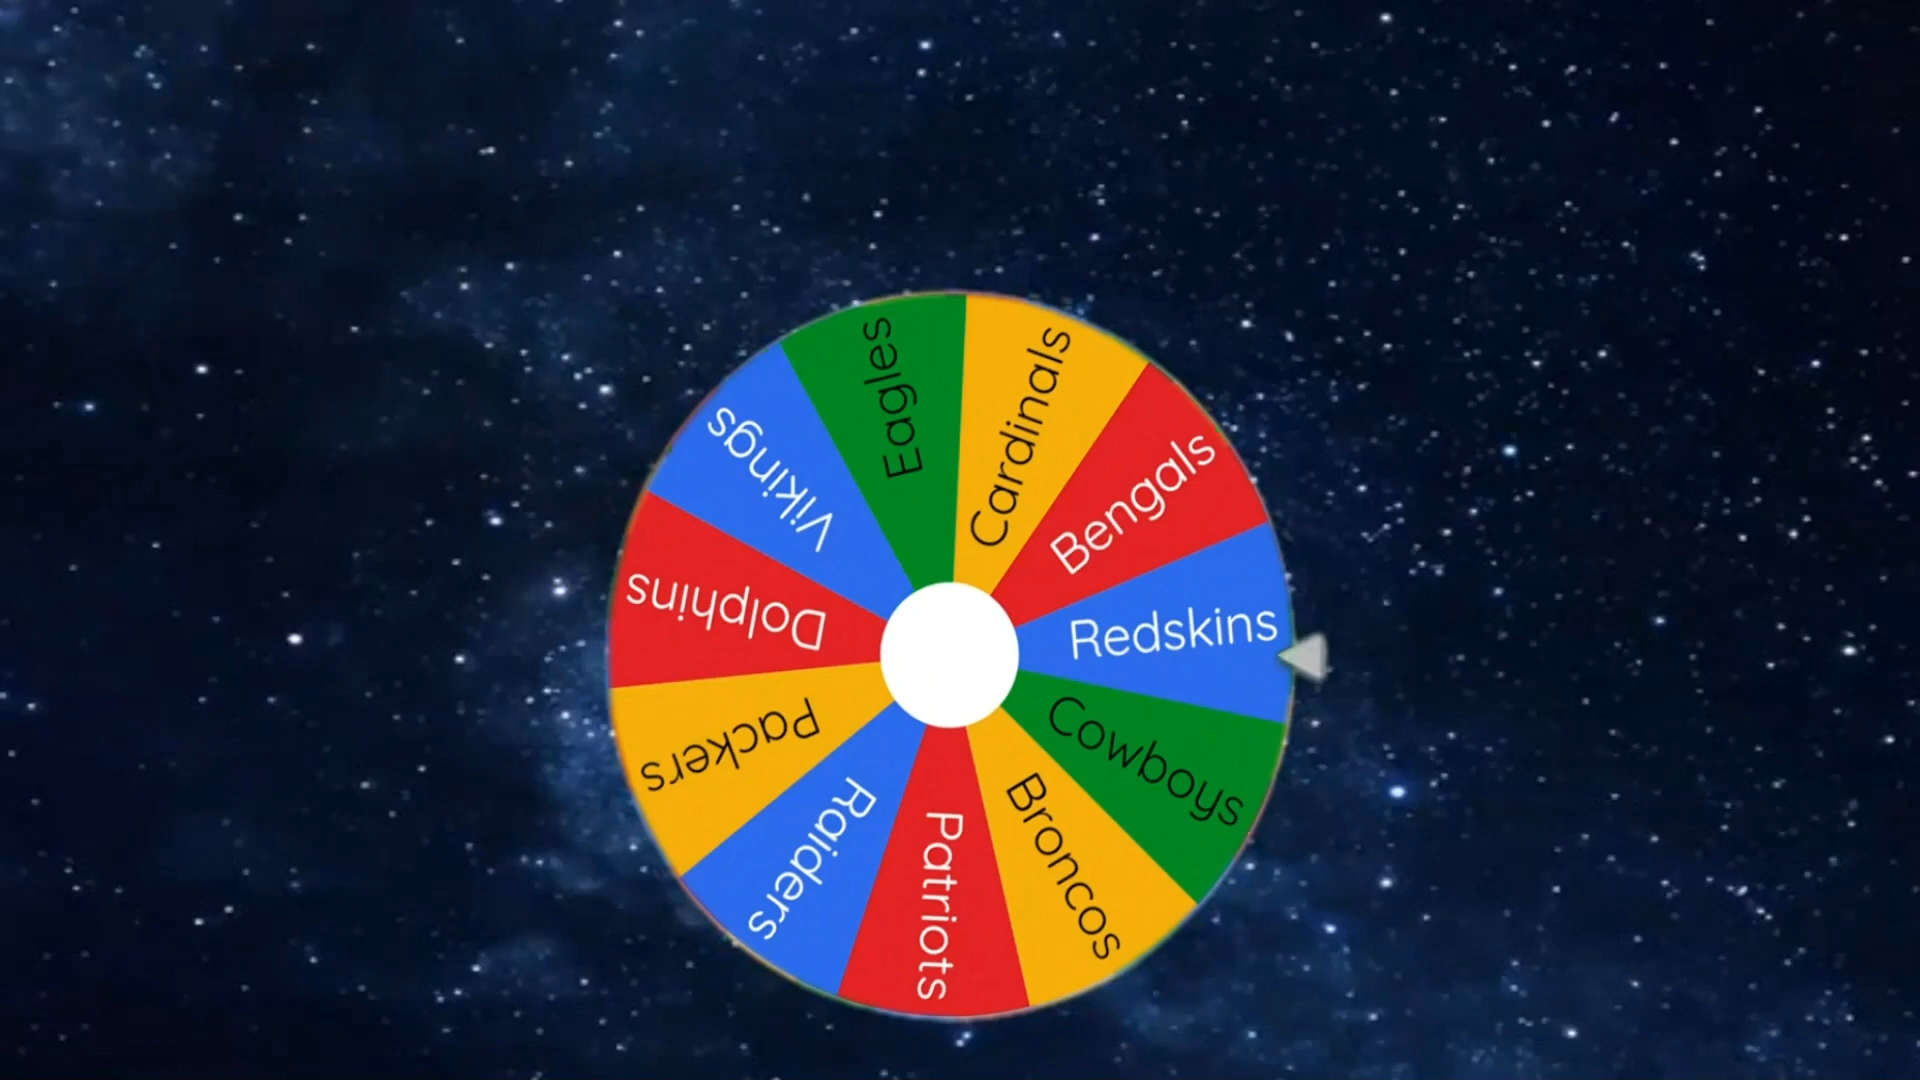 Eagles
Cardinals
Bengals
Redskins
Cowboys
Broncos
Patriots
Raiders
Packers
Dolphins
Vikings